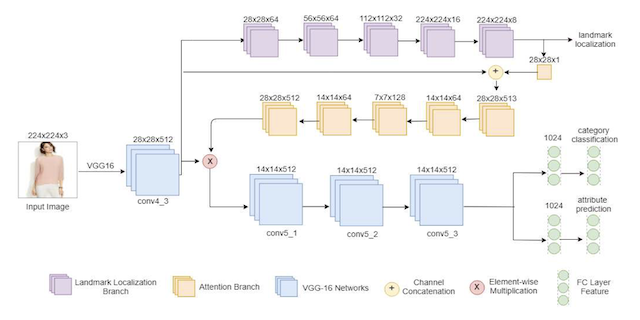 28x28x64
56x56x64
112x112x32
224x224x16
224x224x8
landmark
localization
28x28x1
+
28x28x512
14x14x64
7x7x128
14x14x64
28x28x513
224x224x3
VGG16
28x28x512
X
Input Image
conv4_3
14x14x512
14x14x512
14x14x512
conv5_1
conv5_2
conv5_3
1024
category
classification
1024
attribute
prediction
Landmark Localization
Branch
Attention Branch
VGG-16 Networks
+
Channel
Concatenation
X
Element-wise
Multiplication
FC Layer
Feature